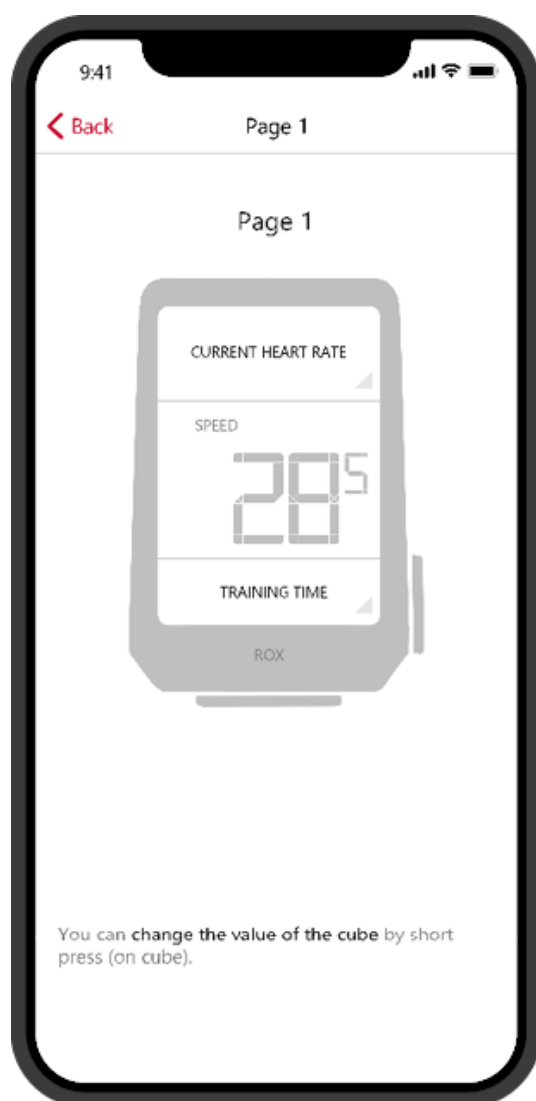 9:41
Back
Page 1
Page 1
CURRENT HEART RATE
SPEED
28 5
TRAINING TIME
ROX
You can change the value of the cube by short
press (on cube).